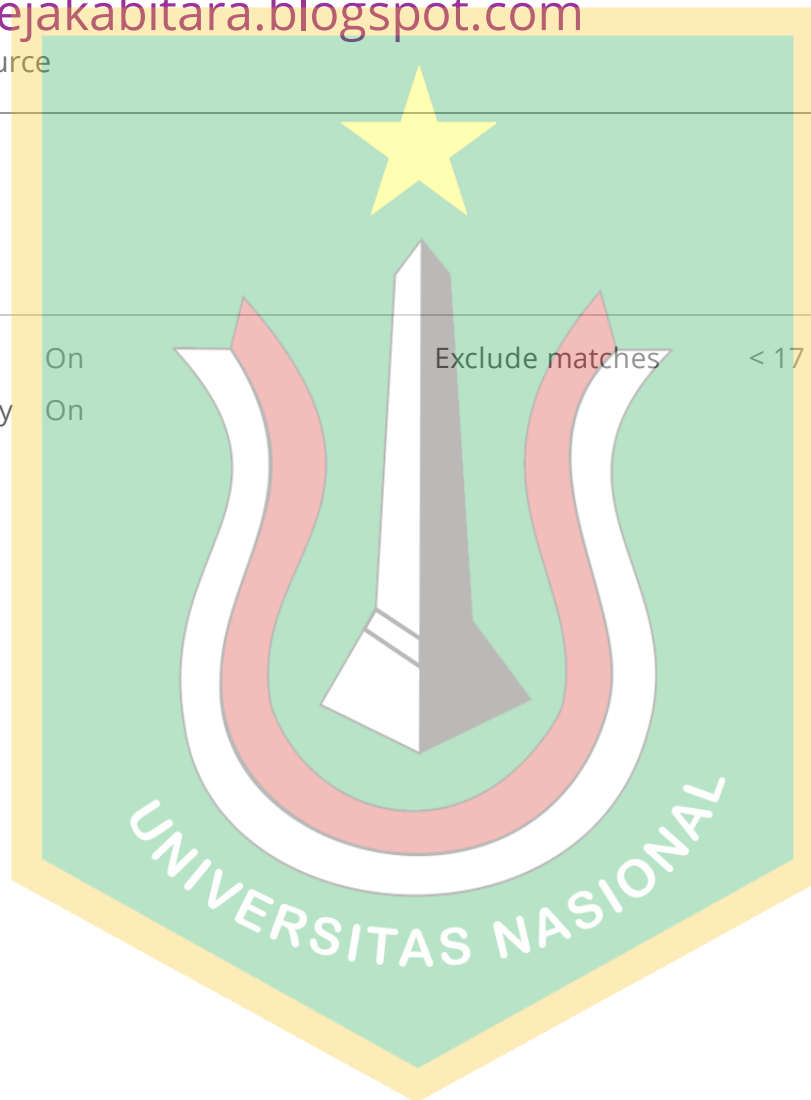 ejakabitara.blogspot.com
urce
On
Exclude matches
< 17
y
On
UNIVERSITAS NASIONAL